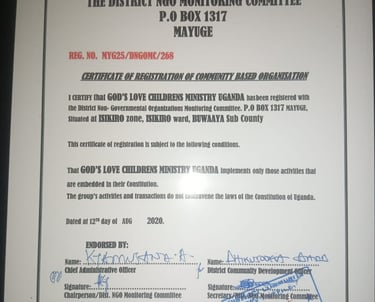 THE DISTRICT NGO MONITORING COMMITTEE
P.O BOX 1317
MAYUGE
REG. NO. MYG25/DNGOMC/268
CERTIFICATE OF REGISTRATION OF COMMUNITY BASED ORGANISATION
I CERTIFY that GOD'S LOVE CHILDRENS MINISTRY UGANDA has been registered with
the District Non- Governmental Organizations Monitoring Committee. P.O BOX 1317 MAYUGE,
Situated at ISIKIRO zone, ISIKIRO ward, BUWAAYA Sub County
This certificate of registration is subject to the following conditions.
That GOD'S LOVE CHILDRENS MINISTRY UGANDA implements only those activities that
are embedded in their Constitution.
The group's activities and transactions do not contravene the laws of the Constitution of Uganda.
Dated at 12th day of AUG 2020.
ENDORSED BY:
Name: Name:
Chief Administrative Officer District Community Development Officer
Signature: Signature:
Chairperson/DIST. NGO Monitoring Committee Secretary/DIST. NGO Monitoring Committee